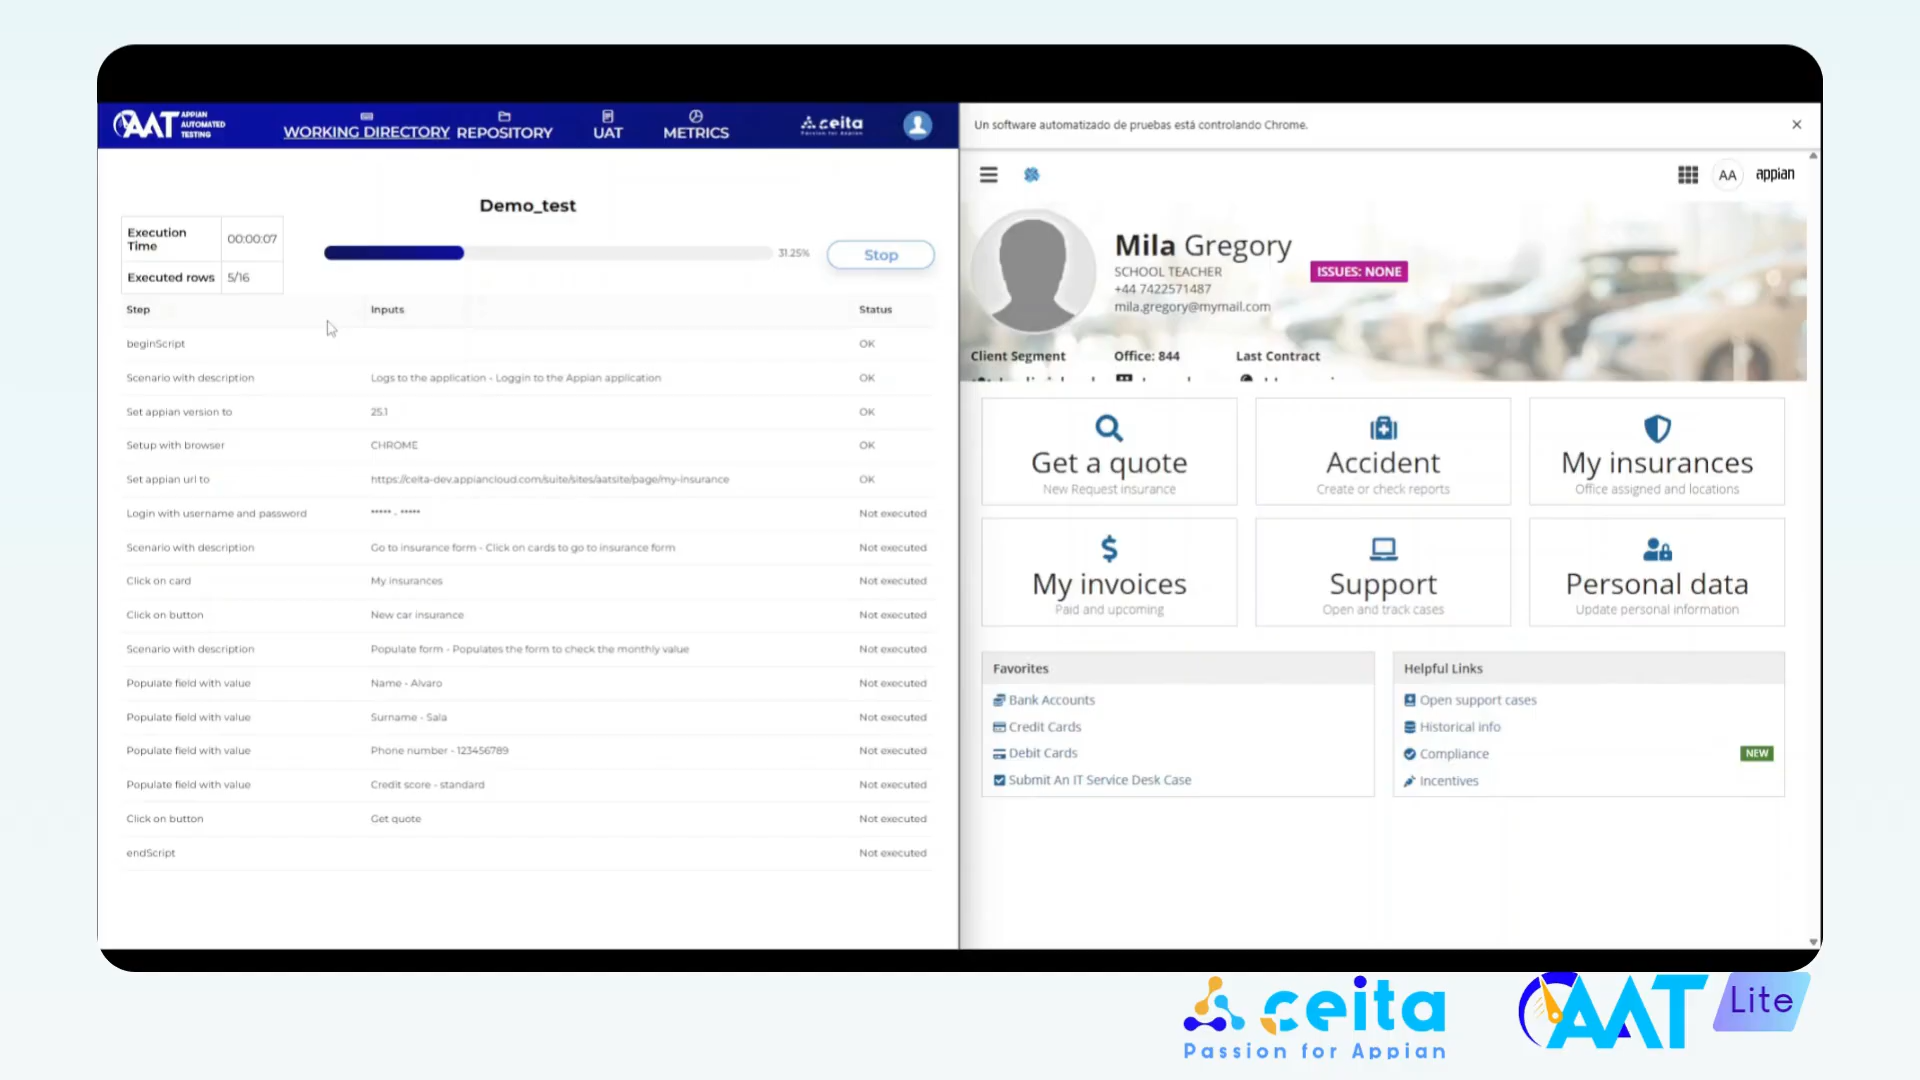 AAT APPIAN AUTOMATED TESTING
WORKING DIRECTORY REPOSITORY UAT METRICS
ceita
Passion for Appian
Demo_test
Execution Time 00:00:07
31.25% Stop
Executed rows 5/16
Step Inputs Status
beginScript OK
Scenario with description Logs to the application - Loggin to the Appian application OK
Set appian version to 25.1 OK
Setup with browser CHROME OK
Set appian url to https://ceita-dev.appiancloud.com/suite/sites/aatsite/page/my-insurance OK
Login with username and password ***** - ***** Not executed
Scenario with description Go to insurance form - Click on cards to go to insurance form Not executed
Click on card My insurances Not executed
Click on button New car insurance Not executed
Scenario with description Populate form - Populates the form to check the monthly value Not executed
Populate field with value Name - Alvaro Not executed
Populate field with value Surname - Sala Not executed
Populate field with value Phone number - 123456789 Not executed
Populate field with value Credit score - standard Not executed
Click on button Get quote Not executed
endScript Not executed
Un software automatizado de pruebas está controlando Chrome.
AA appian
Mila Gregory
SCHOOL TEACHER
ISSUES: NONE
+44 7422571487
mila.gregory@mymail.com
Client Segment Office: 844 Last Contract
Get a quote
New Request insurance
Accident
Create or check reports
My insurances
Office assigned and locations
My invoices
Paid and upcoming
Support
Open and track cases
Personal data
Update personal information
Favorites
Bank Accounts
Credit Cards
Debit Cards
Submit An IT Service Desk Case
Helpful Links
Open support cases
Historical info
Compliance NEW
Incentives
ceita
Passion for Appian
AAT Lite